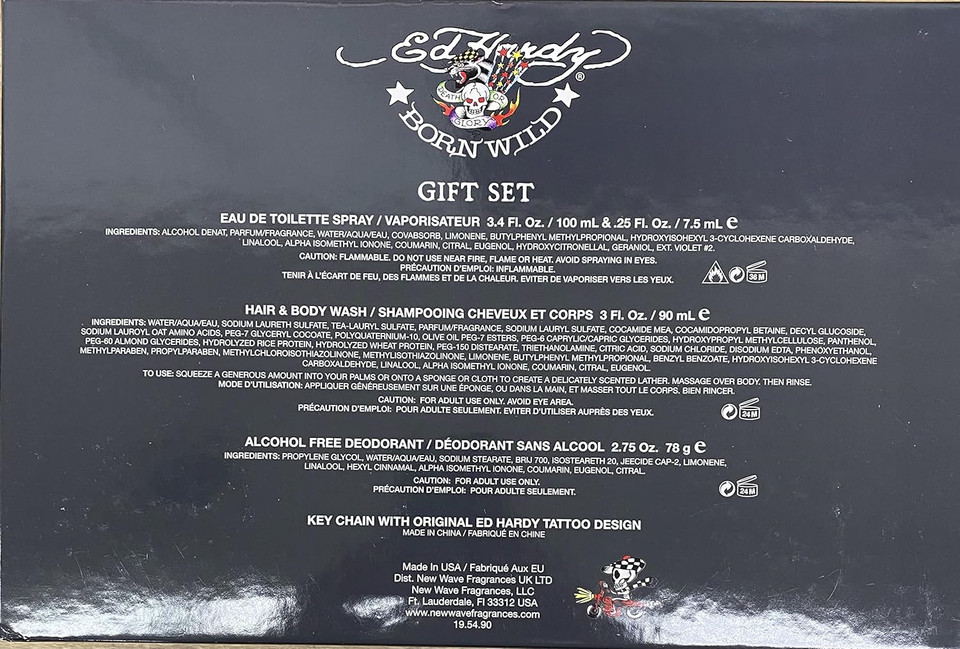 Ed Hardy ®
DEATH OR
GLORY
BORN WILD
GIFT SET
EAU DE TOILETTE SPRAY / VAPORISATEUR 3.4 Fl. Oz. / 100 mL & .25 Fl. Oz. / 7.5 mL ℮
INGREDIENTS: ALCOHOL DENAT, PARFUM/FRAGRANCE, WATER/AQUA/EAU, COVABSORB, LIMONENE, BUTYLPHENYL METHYLPROPIONAL, HYDROXYISOHEXYL 3-CYCLOHEXENE CARBOXALDEHYDE,
LINALOOL, ALPHA ISOMETHYL IONONE, COUMARIN, CITRAL, EUGENOL, HYDROXYCITRONELLAL, GERANIOL, EXT. VIOLET #2.
CAUTION: FLAMMABLE. DO NOT USE NEAR FIRE, FLAME OR HEAT. AVOID SPRAYING IN EYES.
PRÉCAUTION D'EMPLOI: INFLAMMABLE.
TENIR À L'ÉCART DE FEU, DES FLAMMES ET DE LA CHALEUR. EVITER DE VAPORISER VERS LES YEUX.
36 M
HAIR & BODY WASH / SHAMPOOING CHEVEUX ET CORPS 3 Fl. Oz. / 90 mL ℮
INGREDIENTS: WATER/AQUA/EAU, SODIUM LAURETH SULFATE, TEA-LAURYL SULFATE, PARFUM/FRAGRANCE, SODIUM LAURYL SULFATE, COCAMIDE MEA, COCAMIDOPROPYL BETAINE, DECYL GLUCOSIDE,
SODIUM LAUROYL OAT AMINO ACIDS, PEG-7 GLYCERYL COCOATE, POLYQUATERNIUM-10, OLIVE OIL PEG-7 ESTERS, PEG-6 CAPRYLIC/CAPRIC GLYCERIDES, HYDROXYPROPYL METHYLCELLULOSE, PANTHENOL,
PEG-60 ALMOND GLYCERIDES, HYDROLYZED RICE PROTEIN, HYDROLYZED WHEAT PROTEIN, PEG-150 DISTEARATE, TRIETHANOLAMINE, CITRIC ACID, SODIUM CHLORIDE, DISODIUM EDTA, PHENOXYETHANOL,
METHYLPARABEN, PROPYLPARABEN, METHYLCHLOROISOTHIAZOLINONE, METHYLISOTHIAZOLINONE, LIMONENE, BUTYLPHENYL METHYLPROPIONAL, BENZYL BENZOATE, HYDROXYISOHEXYL 3-CYCLOHEXENE
CARBOXALDEHYDE, LINALOOL, ALPHA ISOMETHYL IONONE, COUMARIN, CITRAL, EUGENOL.
TO USE: SQUEEZE A GENEROUS AMOUNT INTO YOUR PALMS OR ONTO A SPONGE OR CLOTH TO CREATE A DELICATELY SCENTED LATHER. MASSAGE OVER BODY. THEN RINSE.
MODE D'UTILISATION: APPLIQUER GÉNÉREUSEMENT SUR UNE ÉPONGE, OU DANS LA MAIN, ET MASSER TOUT LE CORPS. BIEN RINCER.
CAUTION: FOR ADULT USE ONLY. AVOID EYE AREA.
PRÉCAUTION D'EMPLOI: POUR ADULTE SEULEMENT. EVITER D'UTILISER AUPRÈS DES YEUX.
24 M
ALCOHOL FREE DEODORANT / DÉODORANT SANS ALCOOL 2.75 Oz. 78 g ℮
INGREDIENTS: PROPYLENE GLYCOL, WATER/AQUA/EAU, SODIUM STEARATE, BRIJ 700, ISOSTEARETH 20, JEECIDE CAP-2, LIMONENE,
LINALOOL, HEXYL CINNAMAL, ALPHA ISOMETHYL IONONE, COUMARIN, EUGENOL, CITRAL.
CAUTION: FOR ADULT USE ONLY.
PRÉCAUTION D'EMPLOI: POUR ADULTE SEULEMENT.
24 M
KEY CHAIN WITH ORIGINAL ED HARDY TATTOO DESIGN
MADE IN CHINA / FABRIQUÉ EN CHINE
Made In USA / Fabriqué Aux EU
Dist. New Wave Fragrances UK LTD
New Wave Fragrances, LLC
Ft. Lauderdale, Fl 33312 USA
www.newwavefragrances.com
19.54.90